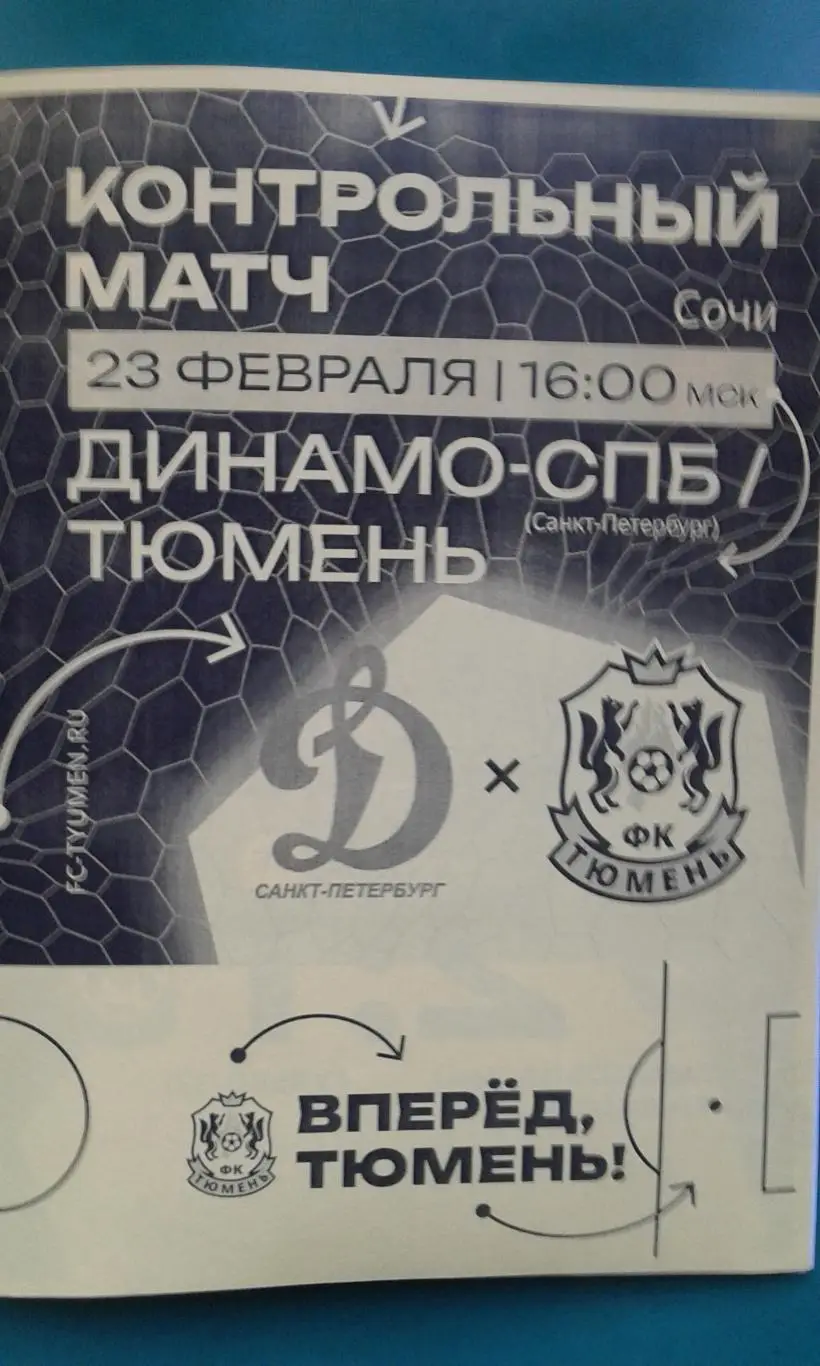 КОНТРОЛЬНЫЙ
МАТЧ
Сочи
23 ФЕВРАЛЯ | 16:00 МСК
ДИНАМО-СПБ /
(Санкт-Петербург)
ТЮМЕНЬ
FC-TYUMEN.RU
Д
САНКТ-ПЕТЕРБУРГ
×
ФК
ТЮМЕНЬ
ВПЕРЁД,
ТЮМЕНЬ!
ФК
ТЮМЕНЬ